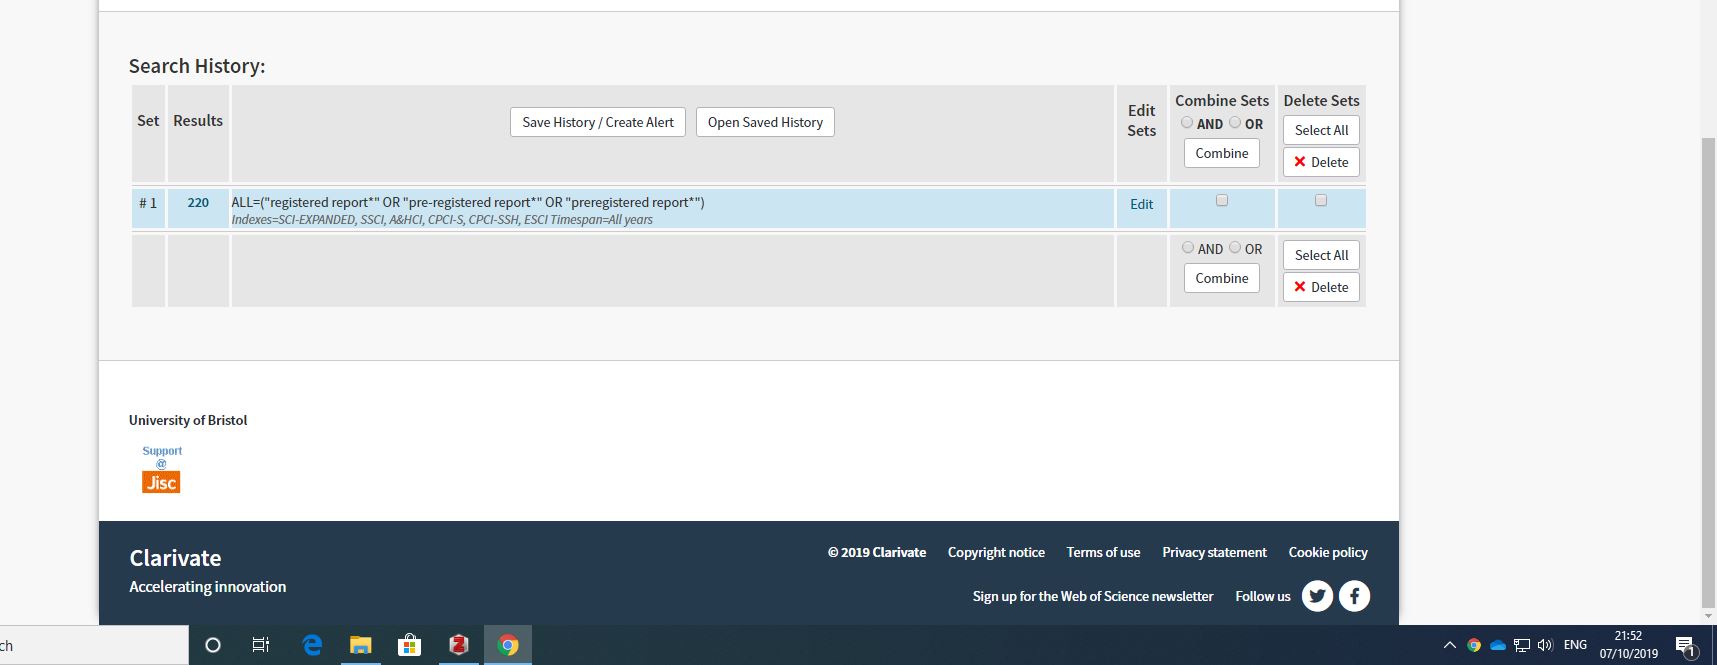 Search History:
Set
Results
Save History / Create Alert
Open Saved History
Edit
Sets
Combine Sets
AND OR
Combine
Delete Sets
Select All
Delete
# 1
220
ALL=("registered report*" OR "pre-registered report*" OR "preregistered report*")
Indexes=SCI-EXPANDED, SSCI, A&HCI, CPCI-S, CPCI-SSH, ESCI Timespan=All years
Edit
AND OR
Combine
Select All
Delete
University of Bristol
Support
@
Jisc
Clarivate
Accelerating innovation
© 2019 Clarivate Copyright notice Terms of use Privacy statement Cookie policy
Sign up for the Web of Science newsletter Follow us
ch
Z
ENG
21:52
07/10/2019
1